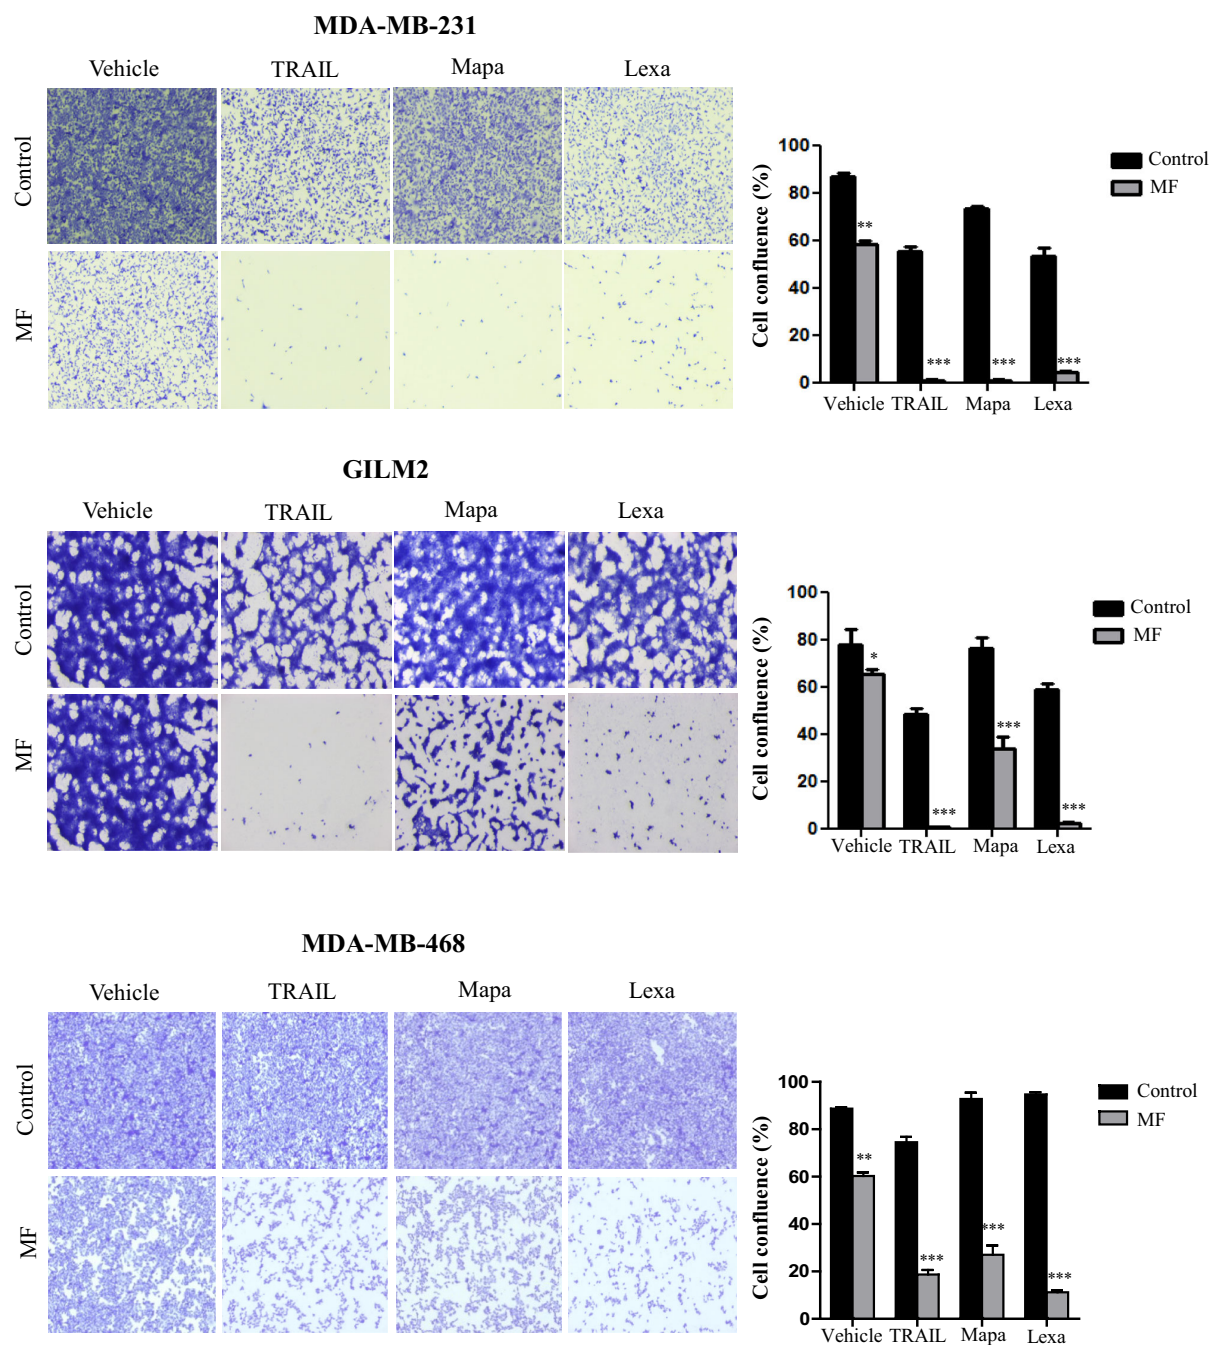 MDA-MB-231
Vehicle TRAIL Mapa Lexa
Control
MF
Cell confluence (%)
100
80
60
40
20
0
** *** *** ***
Vehicle TRAIL Mapa Lexa
Control
MF
GILM2
Vehicle TRAIL Mapa Lexa
Control
MF
Cell confluence (%)
100
80
60
40
20
0
* *** *** ***
Vehicle TRAIL Mapa Lexa
Control
MF
MDA-MB-468
Vehicle TRAIL Mapa Lexa
Control
MF
Cell confluence (%)
100
80
60
40
20
0
** *** *** ***
Vehicle TRAIL Mapa Lexa
Control
MF